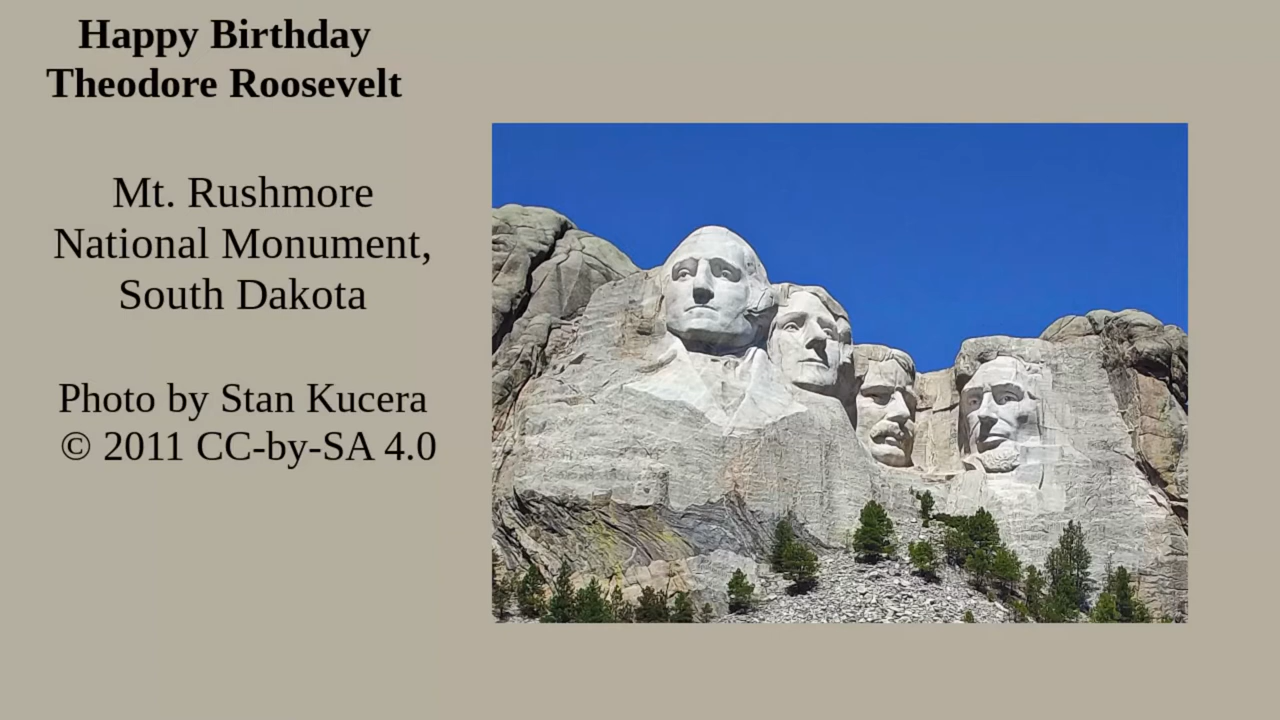 Happy Birthday
Theodore Roosevelt
Mt. Rushmore
National Monument,
South Dakota
Photo by Stan Kucera
© 2011 CC-by-SA 4.0